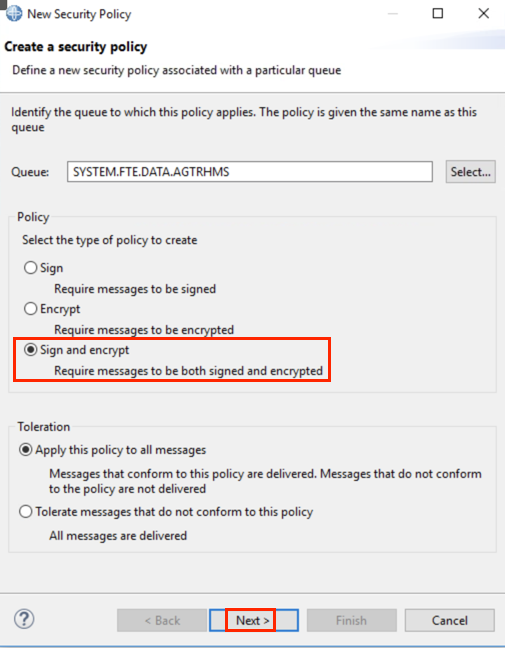 New Security Policy
Create a security policy
Define a new security policy associated with a particular queue
Identify the queue to which this policy applies. The policy is given the same name as this
queue
Queue: SYSTEM.FTE.DATA.AGTRHMS Select...
Policy
Select the type of policy to create
Sign
Require messages to be signed
Encrypt
Require messages to be encrypted
Sign and encrypt
Require messages to be both signed and encrypted
Toleration
Apply this policy to all messages
Messages that conform to this policy are delivered. Messages that do not conform
to the policy are not delivered
Tolerate messages that do not conform to this policy
All messages are delivered
? < Back Next > Finish Cancel